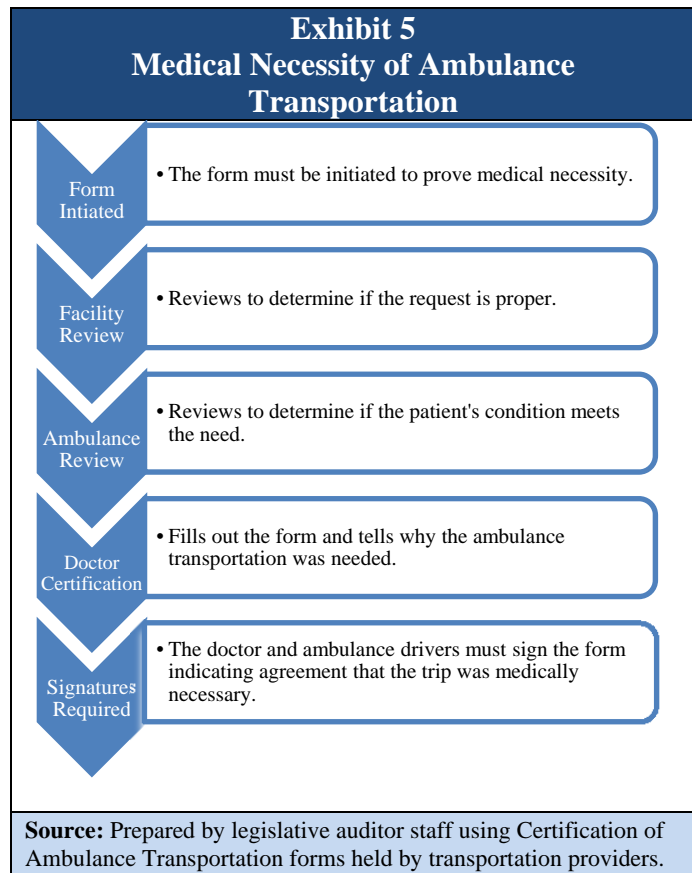 Exhibit 5
Medical Necessity of Ambulance
Transportation
Form
Intiated
• The form must be initiated to prove medical necessity.
Facility
Review
• Reviews to determine if the request is proper.
Ambulance
Review
• Reviews to determine if the patient's condition meets
the need.
Doctor
Certification
• Fills out the form and tells why the ambulance
transportation was needed.
Signatures
Required
• The doctor and ambulance drivers must sign the form
indicating agreement that the trip was medically
necessary.
Source: Prepared by legislative auditor staff using Certification of
Ambulance Transportation forms held by transportation providers.